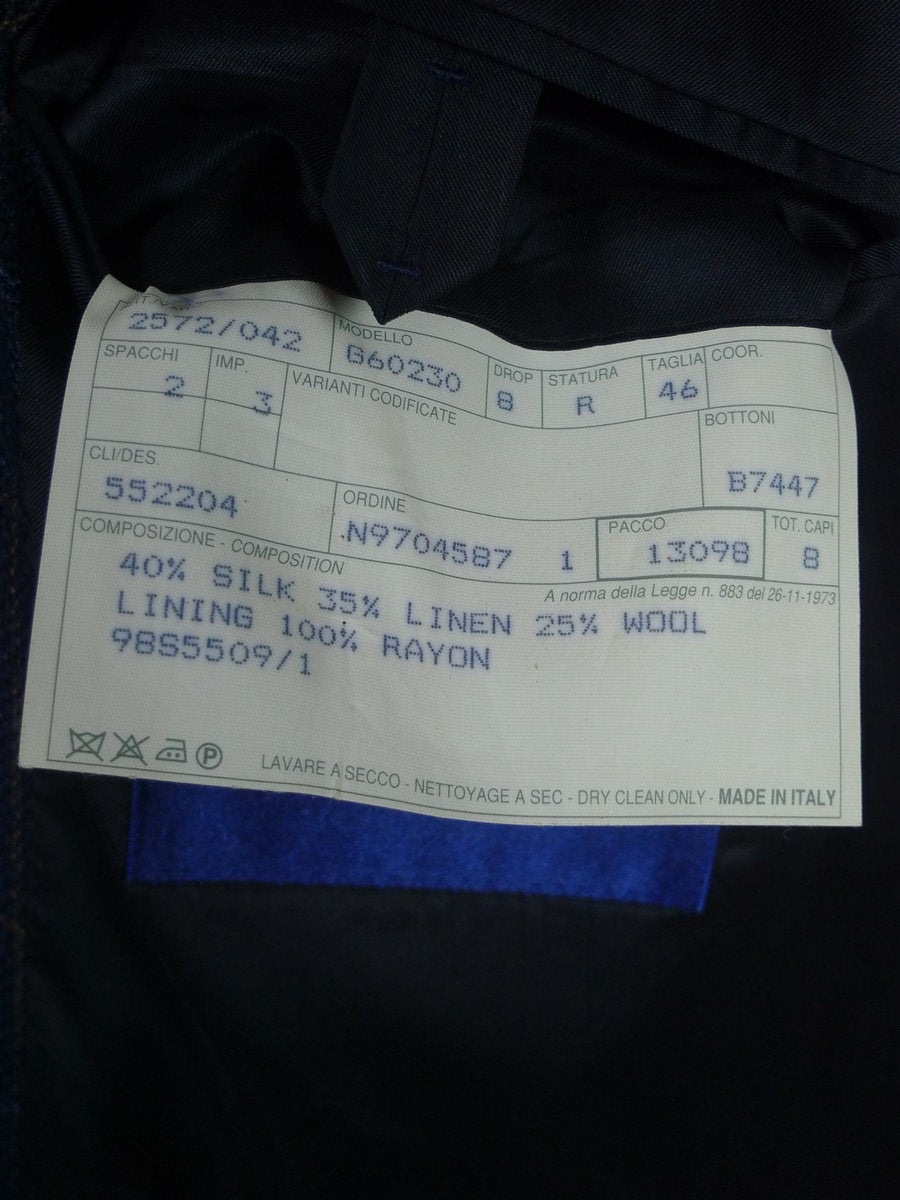 2572/042
MODELLO
G60230
DROP
8
STATURA
R
TAGLIA
46
COOR.
SPACCHI
2
IMP.
3
VARIANTI CODIFICATE
BOTTONI
B7447
CLI/DES.
552204
ORDINE
.N9704587 1
PACCO
13098
TOT. CAPI
8
COMPOSIZIONE - COMPOSITION
A norma della Legge n. 883 del 26-11-1973
40% SILK 35% LINEN 25% WOOL
LINING 100% RAYON
98S5509/1
P
LAVARE A SECCO - NETTOYAGE A SEC - DRY CLEAN ONLY - MADE IN ITALY